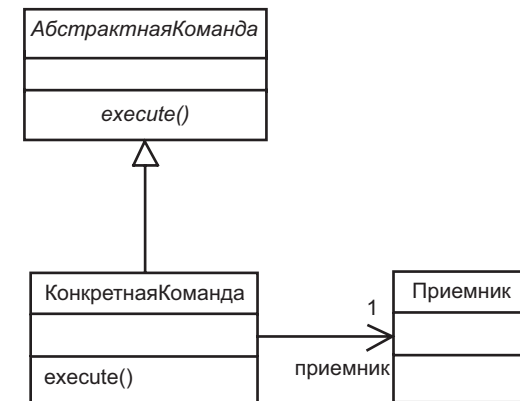 АбстрактнаяКоманда
execute()
КонкретнаяКоманда
execute()
1
приемник
Приемник